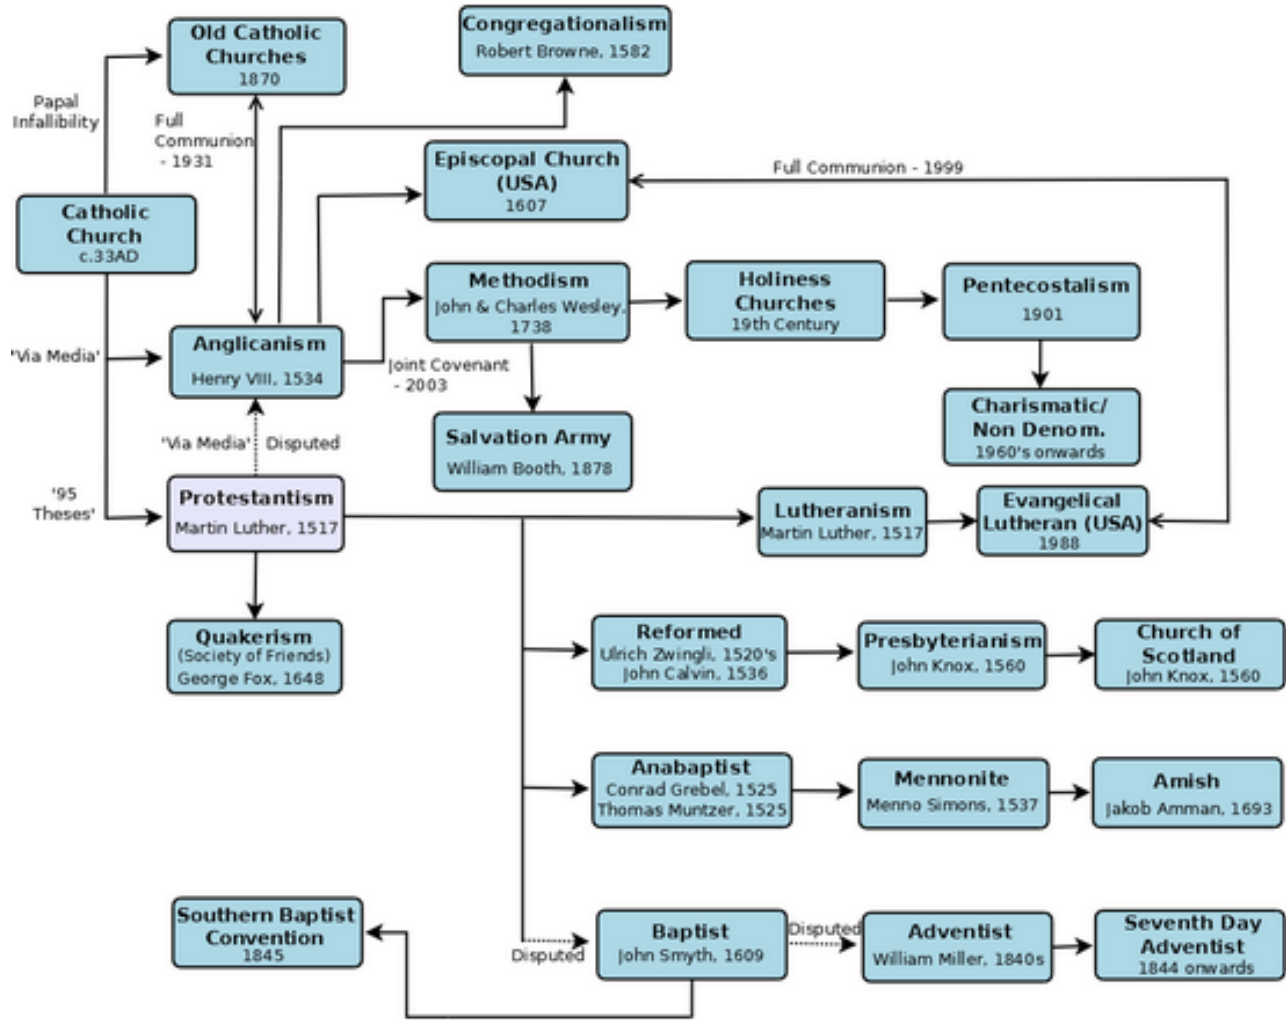 Old Catholic
Churches
1870
Congregationalism
Robert Browne, 1582
Papal
Infallibility
Full
Communion
- 1931
Episcopal Church
(USA)
1607
Full Communion - 1999
Catholic
Church
c.33AD
Methodism
John & Charles Wesley,
1738
Holiness
Churches
19th Century
Pentecostalism
1901
'Via Media'
Anglicanism
Henry VIII, 1534
Joint Covenant
- 2003
Charismatic/
Non Denom.
1960's onwards
'Via Media' Disputed
Salvation Army
William Booth, 1878
'95
Theses'
Protestantism
Martin Luther, 1517
Lutheranism
Martin Luther, 1517
Evangelical
Lutheran (USA)
1988
Quakerism
(Society of Friends)
George Fox, 1648
Reformed
Ulrich Zwingli, 1520's
John Calvin, 1536
Presbyterianism
John Knox, 1560
Church of
Scotland
John Knox, 1560
Anabaptist
Conrad Grebel, 1525
Thomas Muntzer, 1525
Mennonite
Menno Simons, 1537
Amish
Jakob Amman, 1693
Southern Baptist
Convention
1845
Disputed
Baptist
John Smyth, 1609
Disputed
Adventist
William Miller, 1840s
Seventh Day
Adventist
1844 onwards